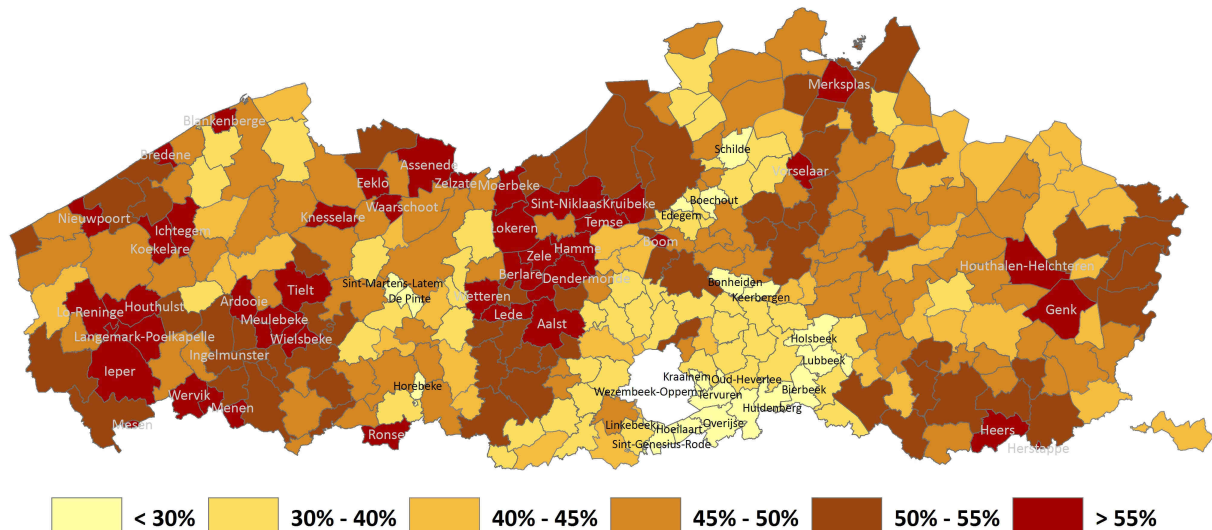 Merksplas
Blankenberge
Schilde
Bredene
Assenede
Vorselaar
Eeklo
Zelzate
Moerbeke
Boechout
Waarschoot
Sint-Niklaas
Kruibeke
Nieuwpoort
Knesselare
Edegem
Temse
Ichtegem
Lokeren
Koekelare
Hamme
Boom
Zele
Houthalen-Helchteren
Berlare
Dendermonde
Sint-Martens-Latem
Bonheiden
Tielt
De Pinte
Wetteren
Keerbergen
Ardooie
Lo-Reninge
Houthulst
Lede
Genk
Meulebeke
Aalst
Langemark-Poelkapelle
Wielsbeke
Holsbeek
Ingelmunster
Lubbeek
Ieper
Kraainem
Oud-Heverlee
Horebeke
Wezembeek-Oppem
Bierbeek
Wervik
Tervuren
Menen
Huldenberg
Mesen
Linkebeek
Overijse
Hoeilaart
Heers
Ronse
Sint-Genesius-Rode
Herstappe
< 30%
30% - 40%
40% - 45%
45% - 50%
50% - 55%
> 55%